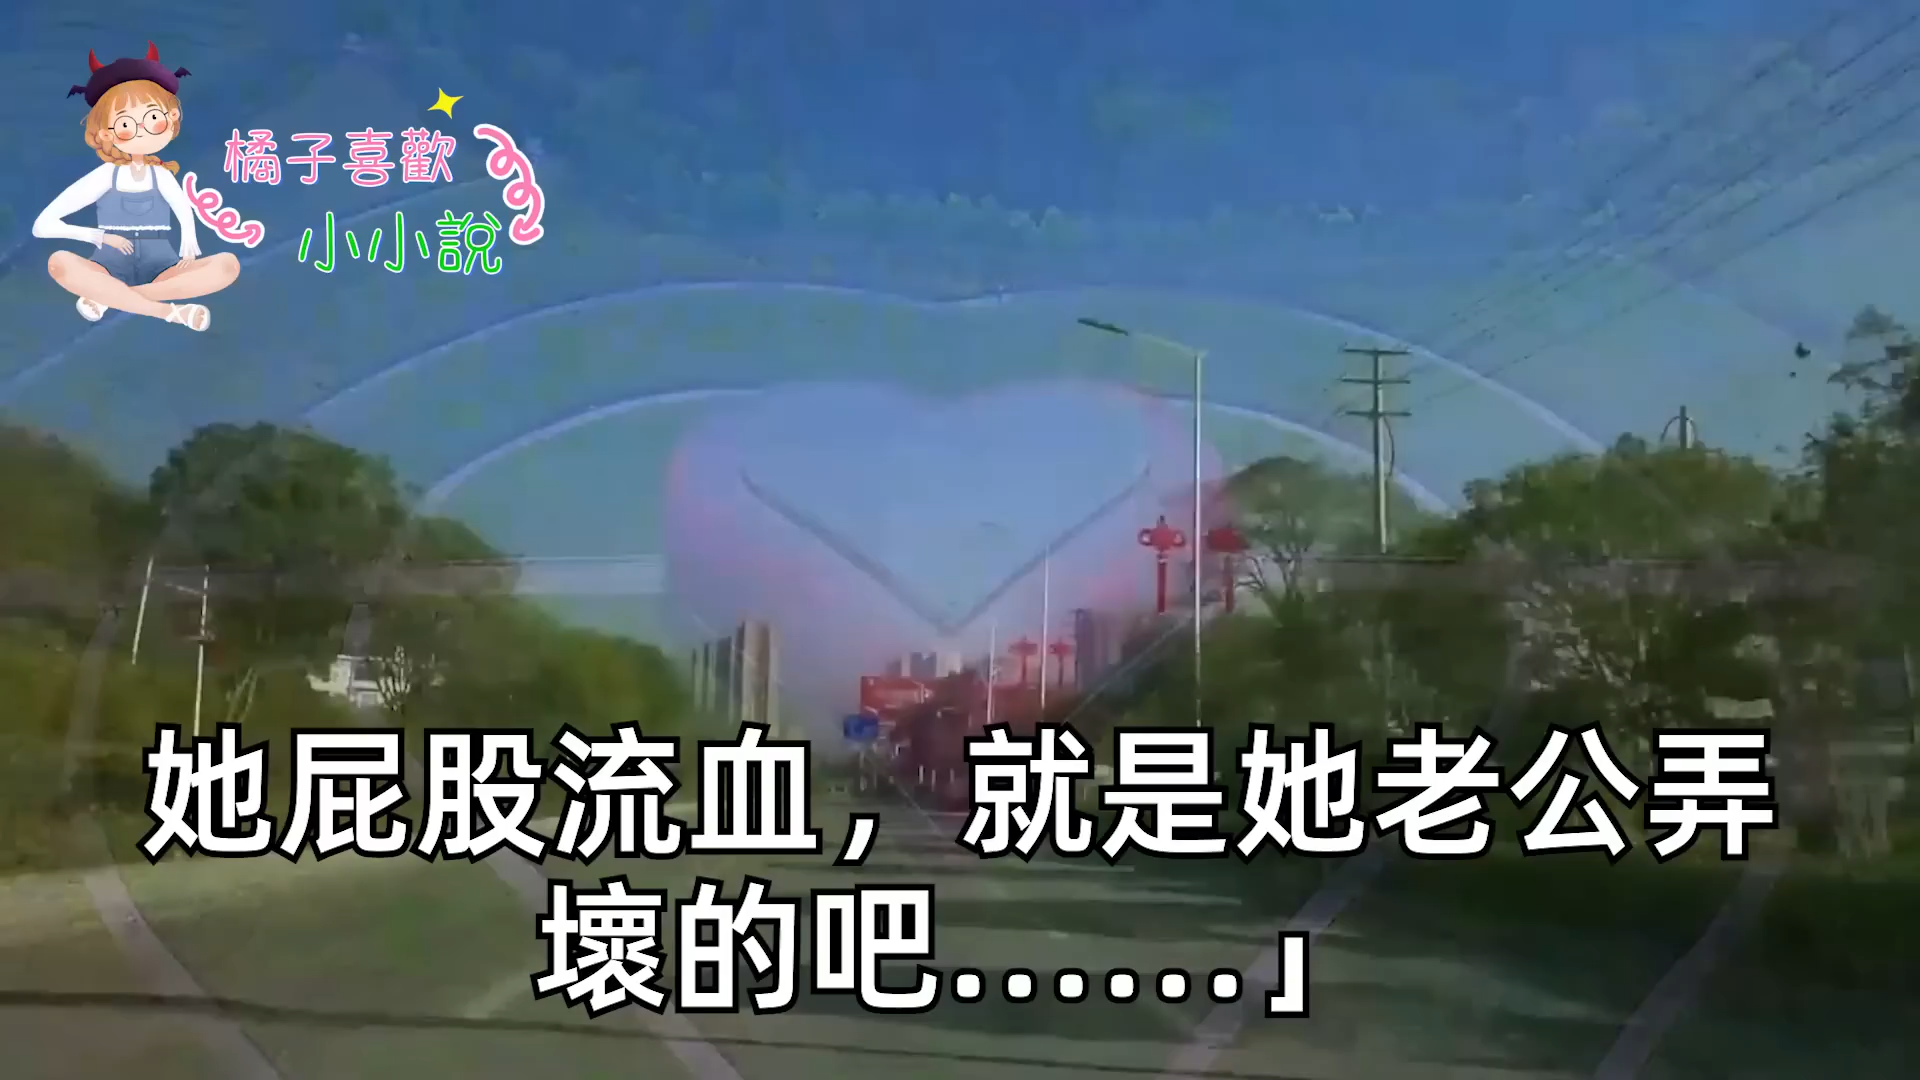 橘子喜歡
小小說
她屁股流血，就是她老公弄
壞的吧......」